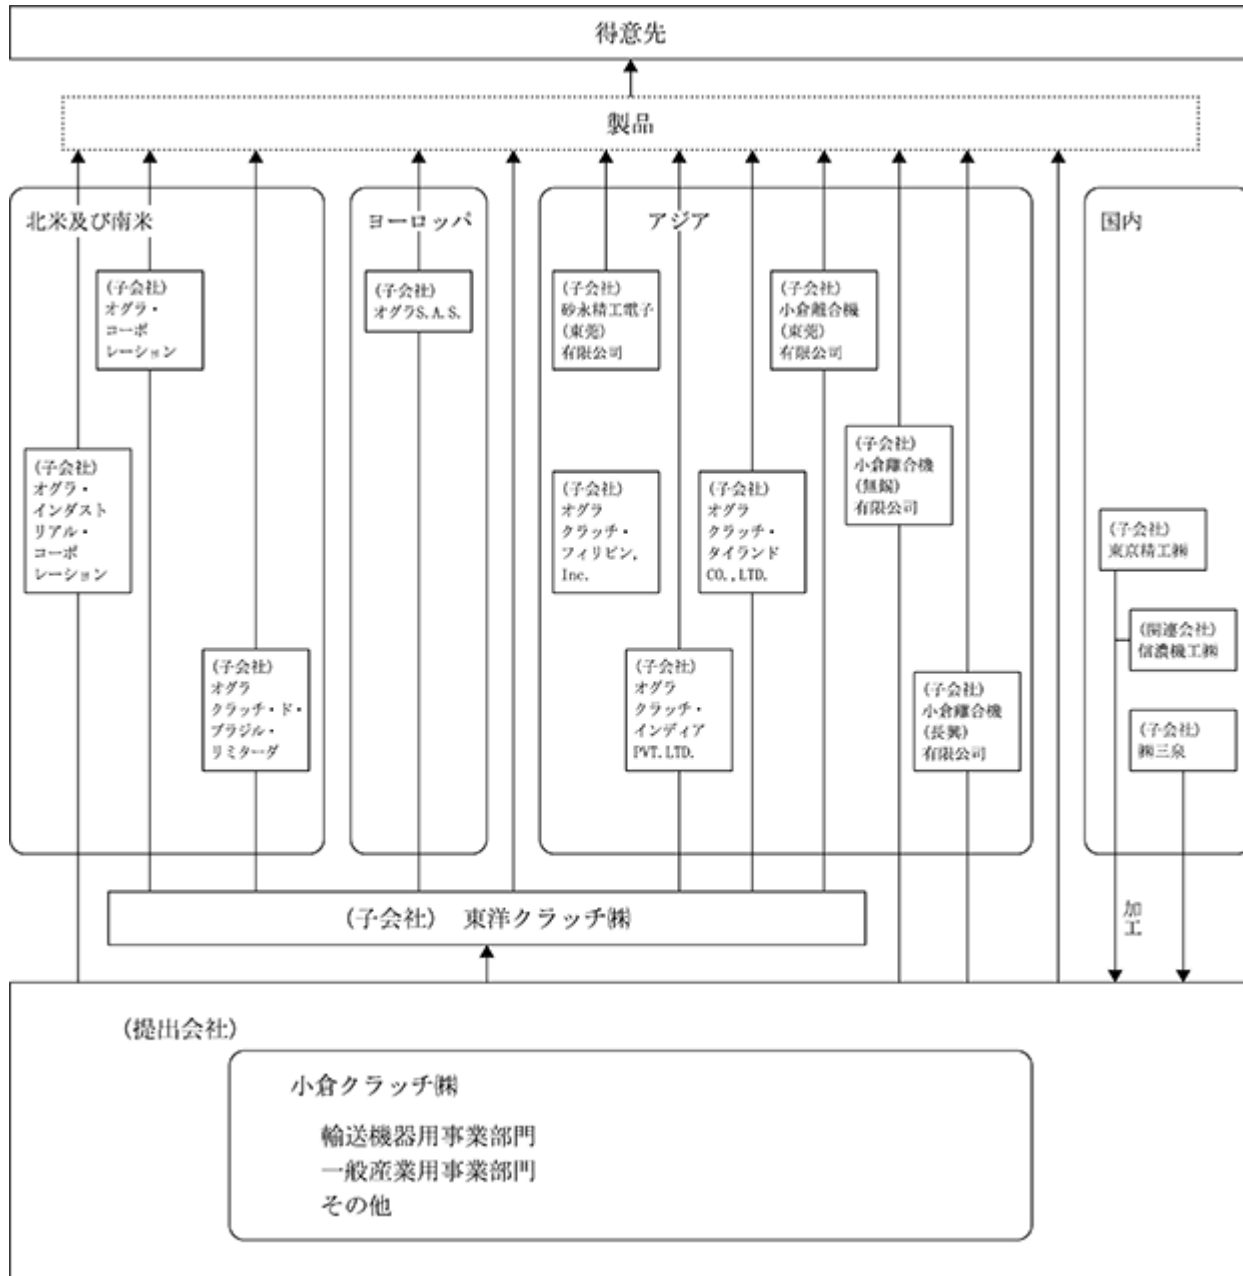 得意先
製品
北米及び南米
(子会社)
オグラ・
コーポ
レーション
(子会社)
オグラ・
インダスト
リアル・
コーポ
レーション
(子会社)
オグラ
クラッチ・ド・
ブラジル・
リミターダ
ヨーロッパ
(子会社)
オグラS.A.S.
アジア
(子会社)
砂永精工電子
(東莞)
有限公司
(子会社)
小倉離合機
(東莞)
有限公司
(子会社)
小倉離合機
(無錫)
有限公司
(子会社)
オグラ
クラッチ・
フィリピン,
Inc.
(子会社)
オグラ
クラッチ・
タイランド
CO.,LTD.
(子会社)
オグラ
クラッチ・
インディア
PVT.LTD.
(子会社)
小倉離合機
(長興)
有限公司
国内
(子会社)
東京精工㈱
(関連会社)
信濃機工㈱
(子会社)
㈱三泉
加工
(子会社) 東洋クラッチ㈱
(提出会社)
小倉クラッチ㈱
輸送機器用事業部門
一般産業用事業部門
その他